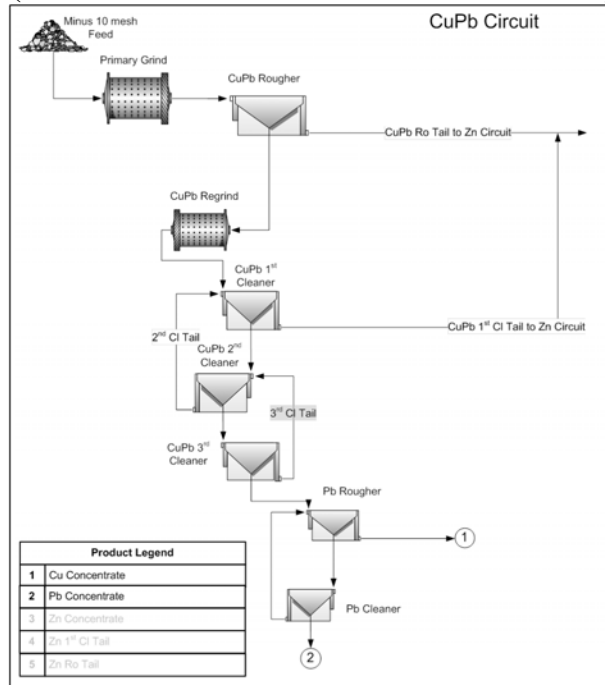 CuPb Circuit
Minus 10 mesh
Feed
Primary Grind
CuPb Rougher
CuPb Ro Tail to Zn Circuit
CuPb Regrind
CuPb 1st
Cleaner
2nd Cl Tail
CuPb 1st Cl Tail to Zn Circuit
CuPb 2nd
Cleaner
3rd Cl Tail
CuPb 3rd
Cleaner
Pb Rougher
1
Pb Cleaner
2
Product Legend
1 Cu Concentrate
2 Pb Concentrate
3 Zn Concentrate
4 Zn 1st Cl Tail
5 Zn Ro Tail